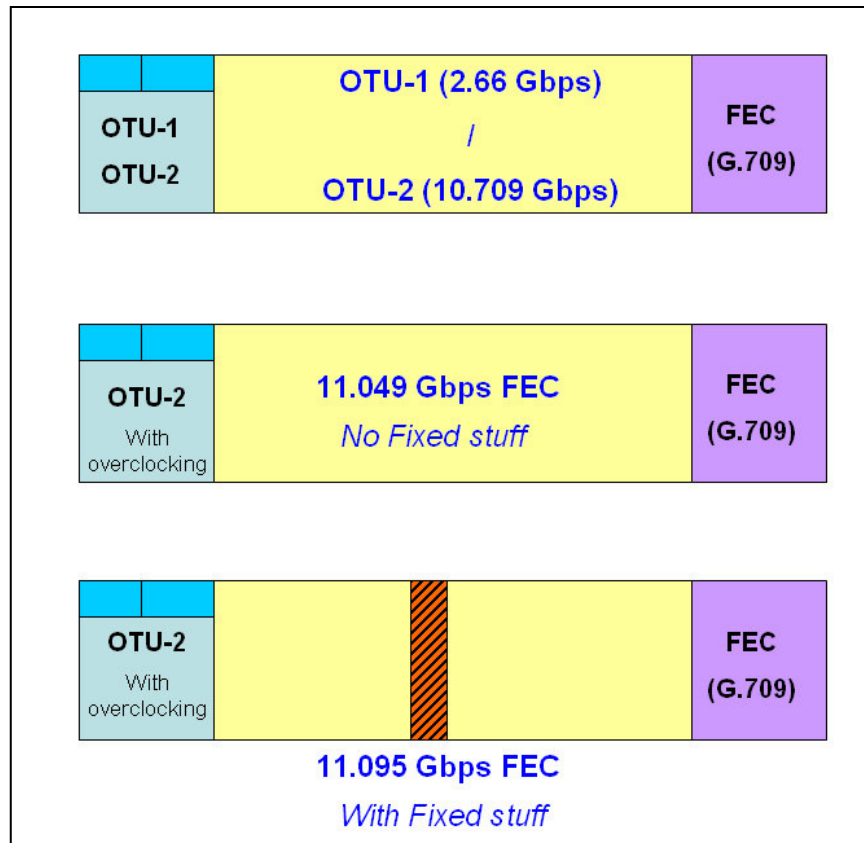 OTU-1 (2.66 Gbps)
/
OTU-2 (10.709 Gbps)
OTU-1
OTU-2
FEC
(G.709)
OTU-2
With
overclocking
11.049 Gbps FEC
No Fixed stuff
FEC
(G.709)
OTU-2
With
overclocking
FEC
(G.709)
11.095 Gbps FEC
With Fixed stuff